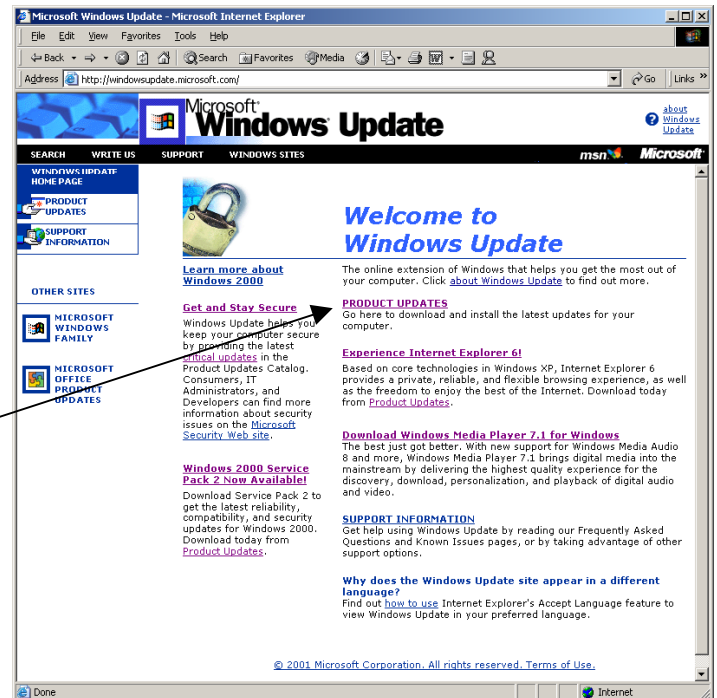 Microsoft Windows Update - Microsoft Internet Explorer
File Edit View Favorites Tools Help
Back Search Favorites Media
Address http://windowsupdate.microsoft.com/ Go Links »
Microsoft
Windows Update
about
Windows
Update
SEARCH WRITE US SUPPORT WINDOWS SITES msn Microsoft
WINDOWS UPDATE
HOME PAGE
PRODUCT
UPDATES
SUPPORT
INFORMATION
OTHER SITES
MICROSOFT
WINDOWS
FAMILY
MICROSOFT
OFFICE
PRODUCT
UPDATES
Learn more about
Windows 2000
Get and Stay Secure
Windows Update helps you
keep your computer secure
by providing the latest
critical updates in the
Product Updates Catalog.
Consumers, IT
Administrators, and
Developers can find more
information about security
issues on the Microsoft
Security Web site.
Windows 2000 Service
Pack 2 Now Available!
Download Service Pack 2 to
get the latest reliability,
compatibility, and security
updates for Windows 2000.
Download today from
Product Updates.
Welcome to
Windows Update
The online extension of Windows that helps you get the most out of
your computer. Click about Windows Update to find out more.
PRODUCT UPDATES
Go here to download and install the latest updates for your
computer.
Experience Internet Explorer 6!
Based on core technologies in Windows XP, Internet Explorer 6
provides a private, reliable, and flexible browsing experience, as well
as the freedom to enjoy the best of the Internet. Download today
from Product Updates.
Download Windows Media Player 7.1 for Windows
The best just got better. With new support for Windows Media Audio
8 and more, Windows Media Player 7.1 brings digital media into the
mainstream by delivering the highest quality experience for the
discovery, download, personalization, and playback of digital audio
and video.
SUPPORT INFORMATION
Get help using Windows Update by reading our Frequently Asked
Questions and Known Issues pages, or by taking advantage of other
support options.
Why does the Windows Update site appear in a different
language?
Find out how to use Internet Explorer's Accept Language feature to
view Windows Update in your preferred language.
© 2001 Microsoft Corporation. All rights reserved. Terms of Use.
Done Internet